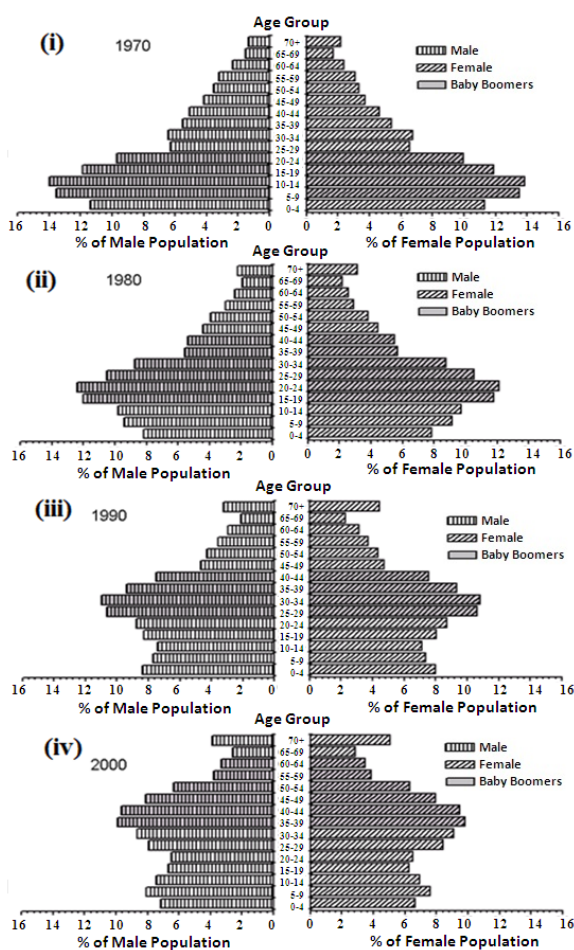 Age Group
(i) 1970
70+
65-69
60-64
55-59
50-54
45-49
40-44
35-39
30-34
25-29
20-24
15-19
10-14
5-9
0-4
Male
Female
Baby Boomers
16 14 12 10 8 6 4 2 0 0 2 4 6 8 10 12 14 16
% of Male Population % of Female Population
Age Group
(ii) 1980
70+
65-69
60-64
55-59
50-54
45-49
40-44
35-39
30-34
25-29
20-24
15-19
10-14
5-9
0-4
Male
Female
Baby Boomers
16 14 12 10 8 6 4 2 0 0 2 4 6 8 10 12 14 16
% of Male Population % of Female Population
Age Group
(iii) 1990
70+
65-69
60-64
55-59
50-54
45-49
40-44
35-39
30-34
25-29
20-24
15-19
10-14
5-9
0-4
Male
Female
Baby Boomers
16 14 12 10 8 6 4 2 0 0 2 4 6 8 10 12 14 16
% of Male Population % of Female Population
Age Group
(iv) 2000
70+
65-69
60-64
55-59
50-54
45-49
40-44
35-39
30-34
25-29
20-24
15-19
10-14
5-9
0-4
Male
Female
Baby Boomers
16 14 12 10 8 6 4 2 0 0 2 4 6 8 10 12 14 16
% of Male Population % of Female Population